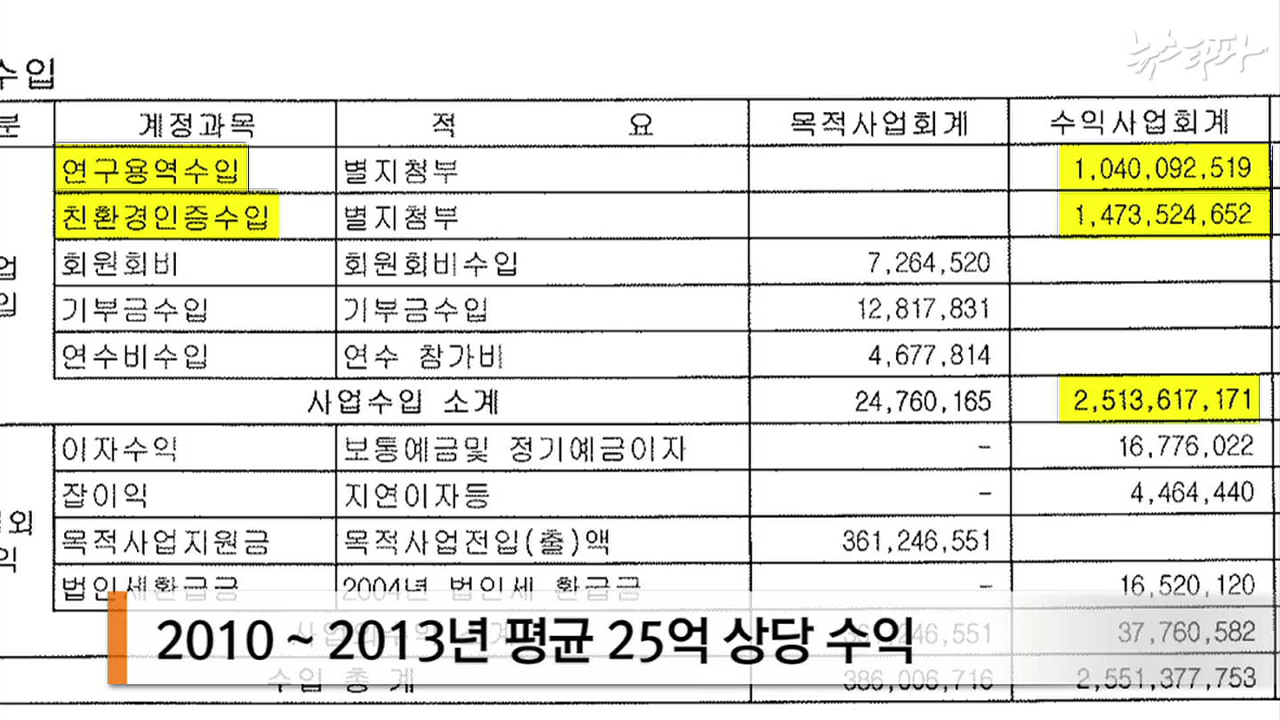 뉴스타파
수입
분 계정과목 적 요 목적사업회계 수익사업회계
연구용역수입 별지첨부 1,040,092,519
친환경인증수입 별지첨부 1,473,524,652
업 회원회비 회원회비수입 7,264,520
입 기부금수입 기부금수입 12,817,831
연수비수입 연수 참가비 4,677,814
사업수입 소계 24,760,165 2,513,617,171
이자수익 보통예금및 정기예금이자 - 16,776,022
잡이익 지연이자등 - 4,464,440
외
익 목적사업지원금 목적사업전입(출)액 361,246,551
법인세환급금 2004년 법인세 환급금 - 16,520,120
246,551 37,760,582
2010 ~ 2013년 평균 25억 상당 수익
수입 총 계 386,006,716 2,551,377,753